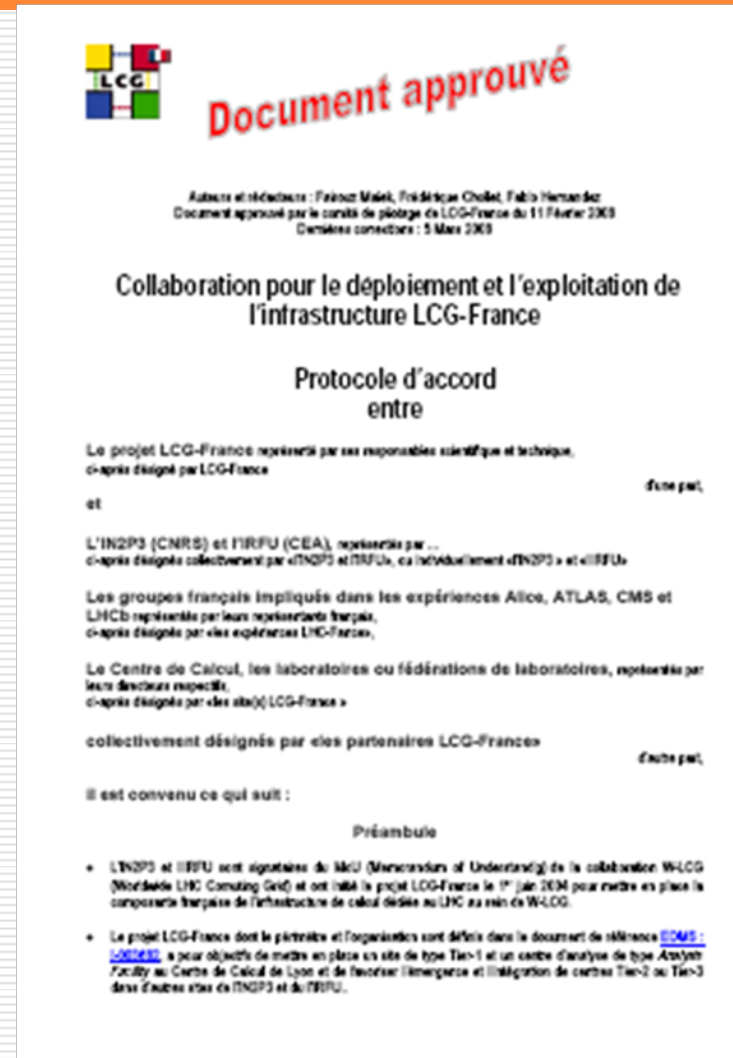 LCG
Document approuvé
Auteurs et rédacteurs : Fairouz Malek, Frédérique Chollet, Fabio Hernandez
Document approuvé par le comité de pilotage de LCG-France du 11 Février 2008
Dernières corrections : 5 Mars 2008
Collaboration pour le déploiement et l'exploitation de
l'infrastructure LCG-France
Protocole d'accord
entre
Le projet LCG-France représenté par ses responsables scientifique et technique,
ci-après désigné par LCG-France
d'une part,
et
L'IN2P3 (CNRS) et l'IRFU (CEA), représentés par ...
ci-après désignés collectivement par «l'IN2P3 et l'IRFU», ou individuellement «l'IN2P3 » et «l'IRFU»
Les groupes français impliqués dans les expériences Alice, ATLAS, CMS et
LHCb représentés par leurs représentants français,
ci-après désignés par «les expériences LHC-France»,
Le Centre de Calcul, les laboratoires ou fédérations de laboratoires, représentés par
leurs directeurs respectifs,
ci-après désignés par «les site(s) LCG-France »
collectivement désignés par «les partenaires LCG-France»
d'autre part,
Il est convenu ce qui suit :
Préambule
• L'IN2P3 et l'IRFU sont signataires du MoU (Memorandum of Understandig) de la collaboration W-LCG
(Worldwide LHC Comuting Grid) et ont initié le projet LCG-France le 1er juin 2004 pour mettre en place la
composante française de l'infrastructure de calcul dédiée au LHC au sein de W-LCG.
• Le projet LCG-France dont le périmètre et l'organisation sont définis dans le document de référence EDMS :
a pour objectifs de mettre en place un site de type Tier-1 et un centre d'analyse de type Analysis
Facility au Centre de Calcul de Lyon et de favoriser l'émergence et l'intégration de centres Tier-2 ou Tier-3
dans d'autres sites de l'IN2P3 et du l'IRFU..